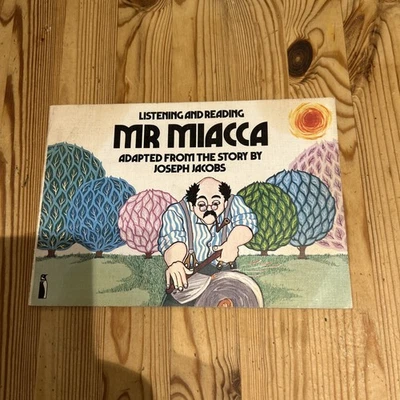 LISTENING AND READING
MR MIACCA
ADAPTED FROM THE STORY BY
JOSEPH JACOBS